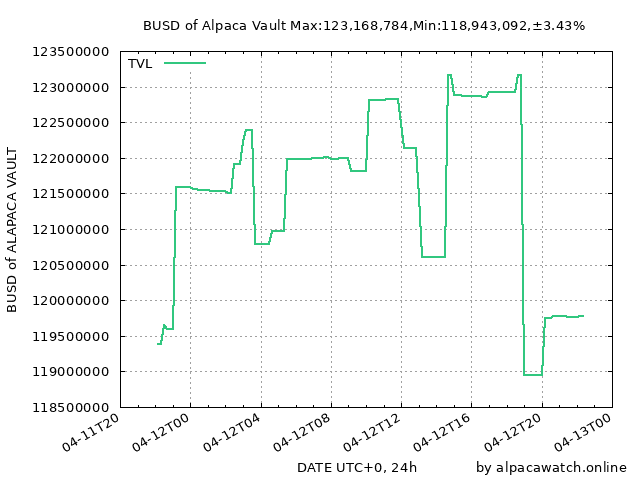 BUSD of Alpaca Vault Max:123,168,784,Min:118,943,092,±3.43%
TVL
123500000
123000000
122500000
122000000
121500000
121000000
120500000
120000000
119500000
119000000
118500000
BUSD of ALAPACA VAULT
04-11T20
04-12T00
04-12T04
04-12T08
04-12T12
04-12T16
04-12T20
04-13T00
DATE UTC+0, 24h
by alpacawatch.online